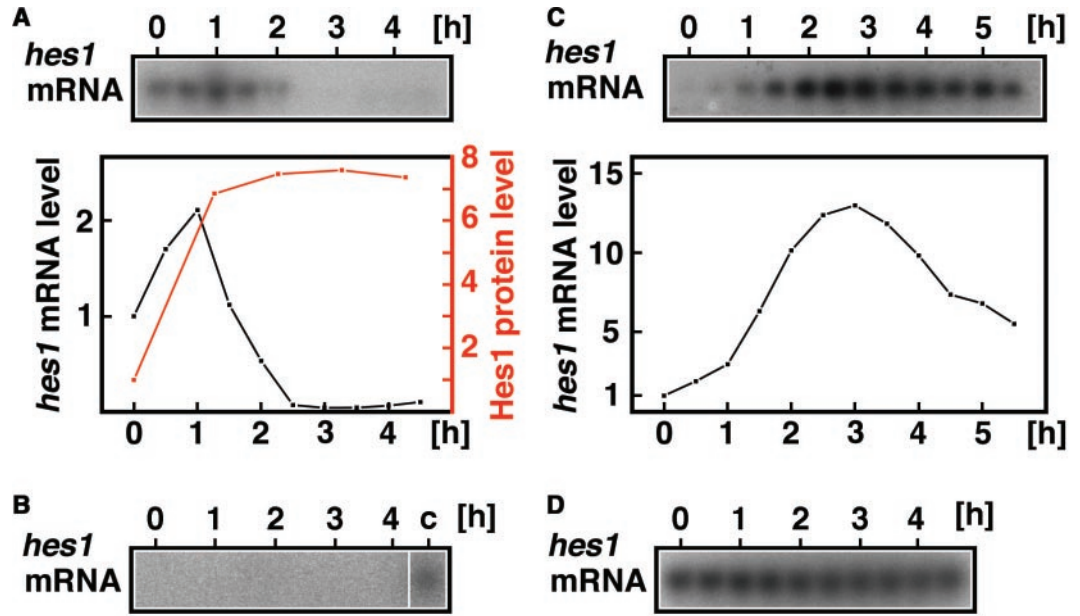 A
0 1 2 3 4 [h]
hes1
mRNA
hes1 mRNA level
2
1
8
6
4
2
Hes1 protein level
0 1 2 3 4 [h]
B
0 1 2 3 4 c [h]
hes1
mRNA
C
0 1 2 3 4 5 [h]
hes1
mRNA
hes1 mRNA level
15
10
5
1
0 1 2 3 4 5 [h]
D
0 1 2 3 4 [h]
hes1
mRNA